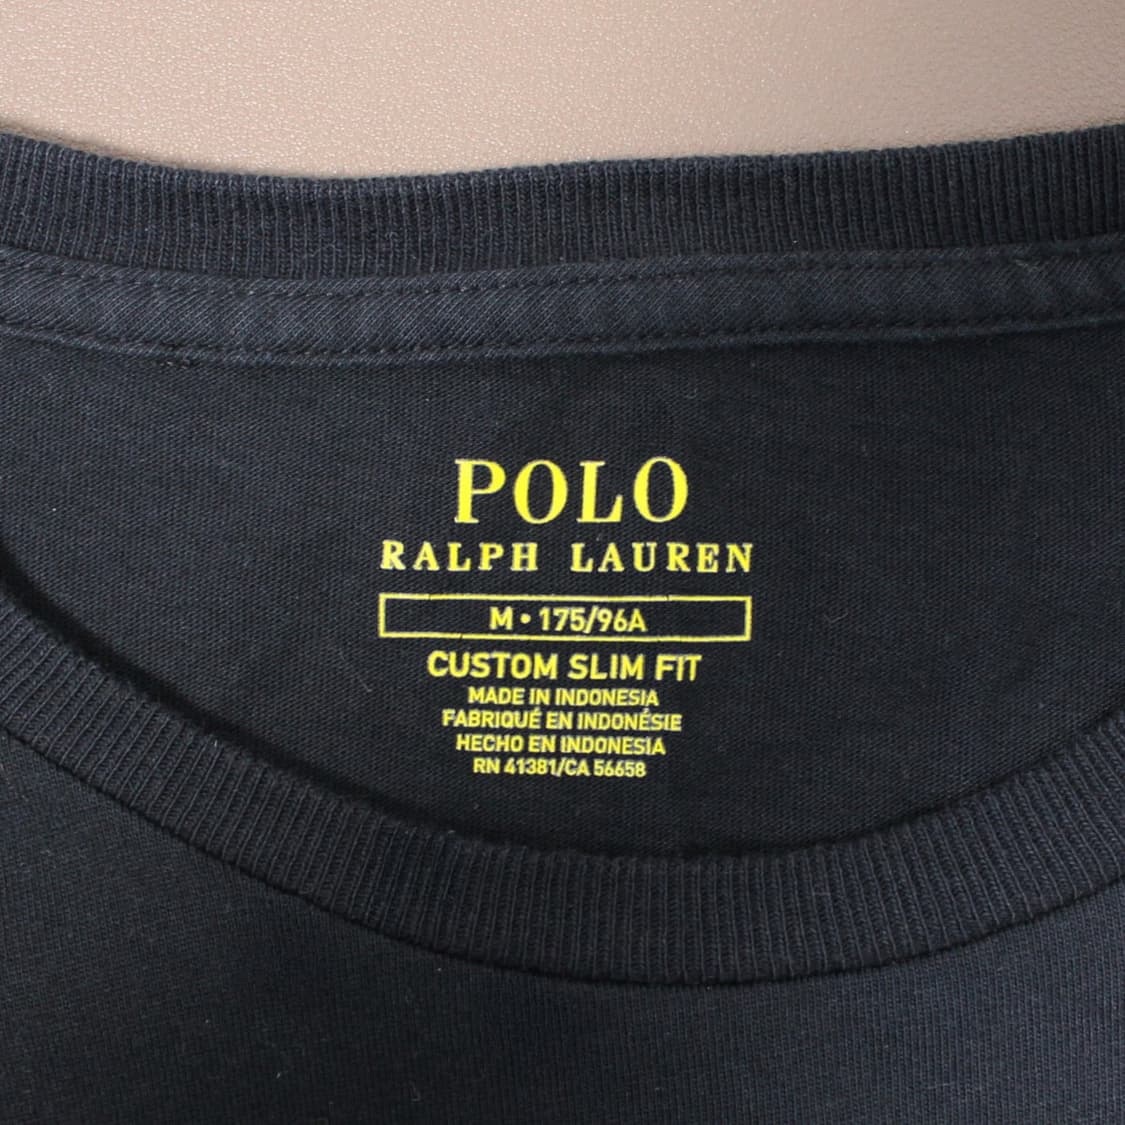 POLO
RALPH LAUREN
M • 175/96A
CUSTOM SLIM FIT
MADE IN INDONESIA
FABRIQUÉ EN INDONÉSIE
HECHO EN INDONESIA
RN 41381/CA 56658